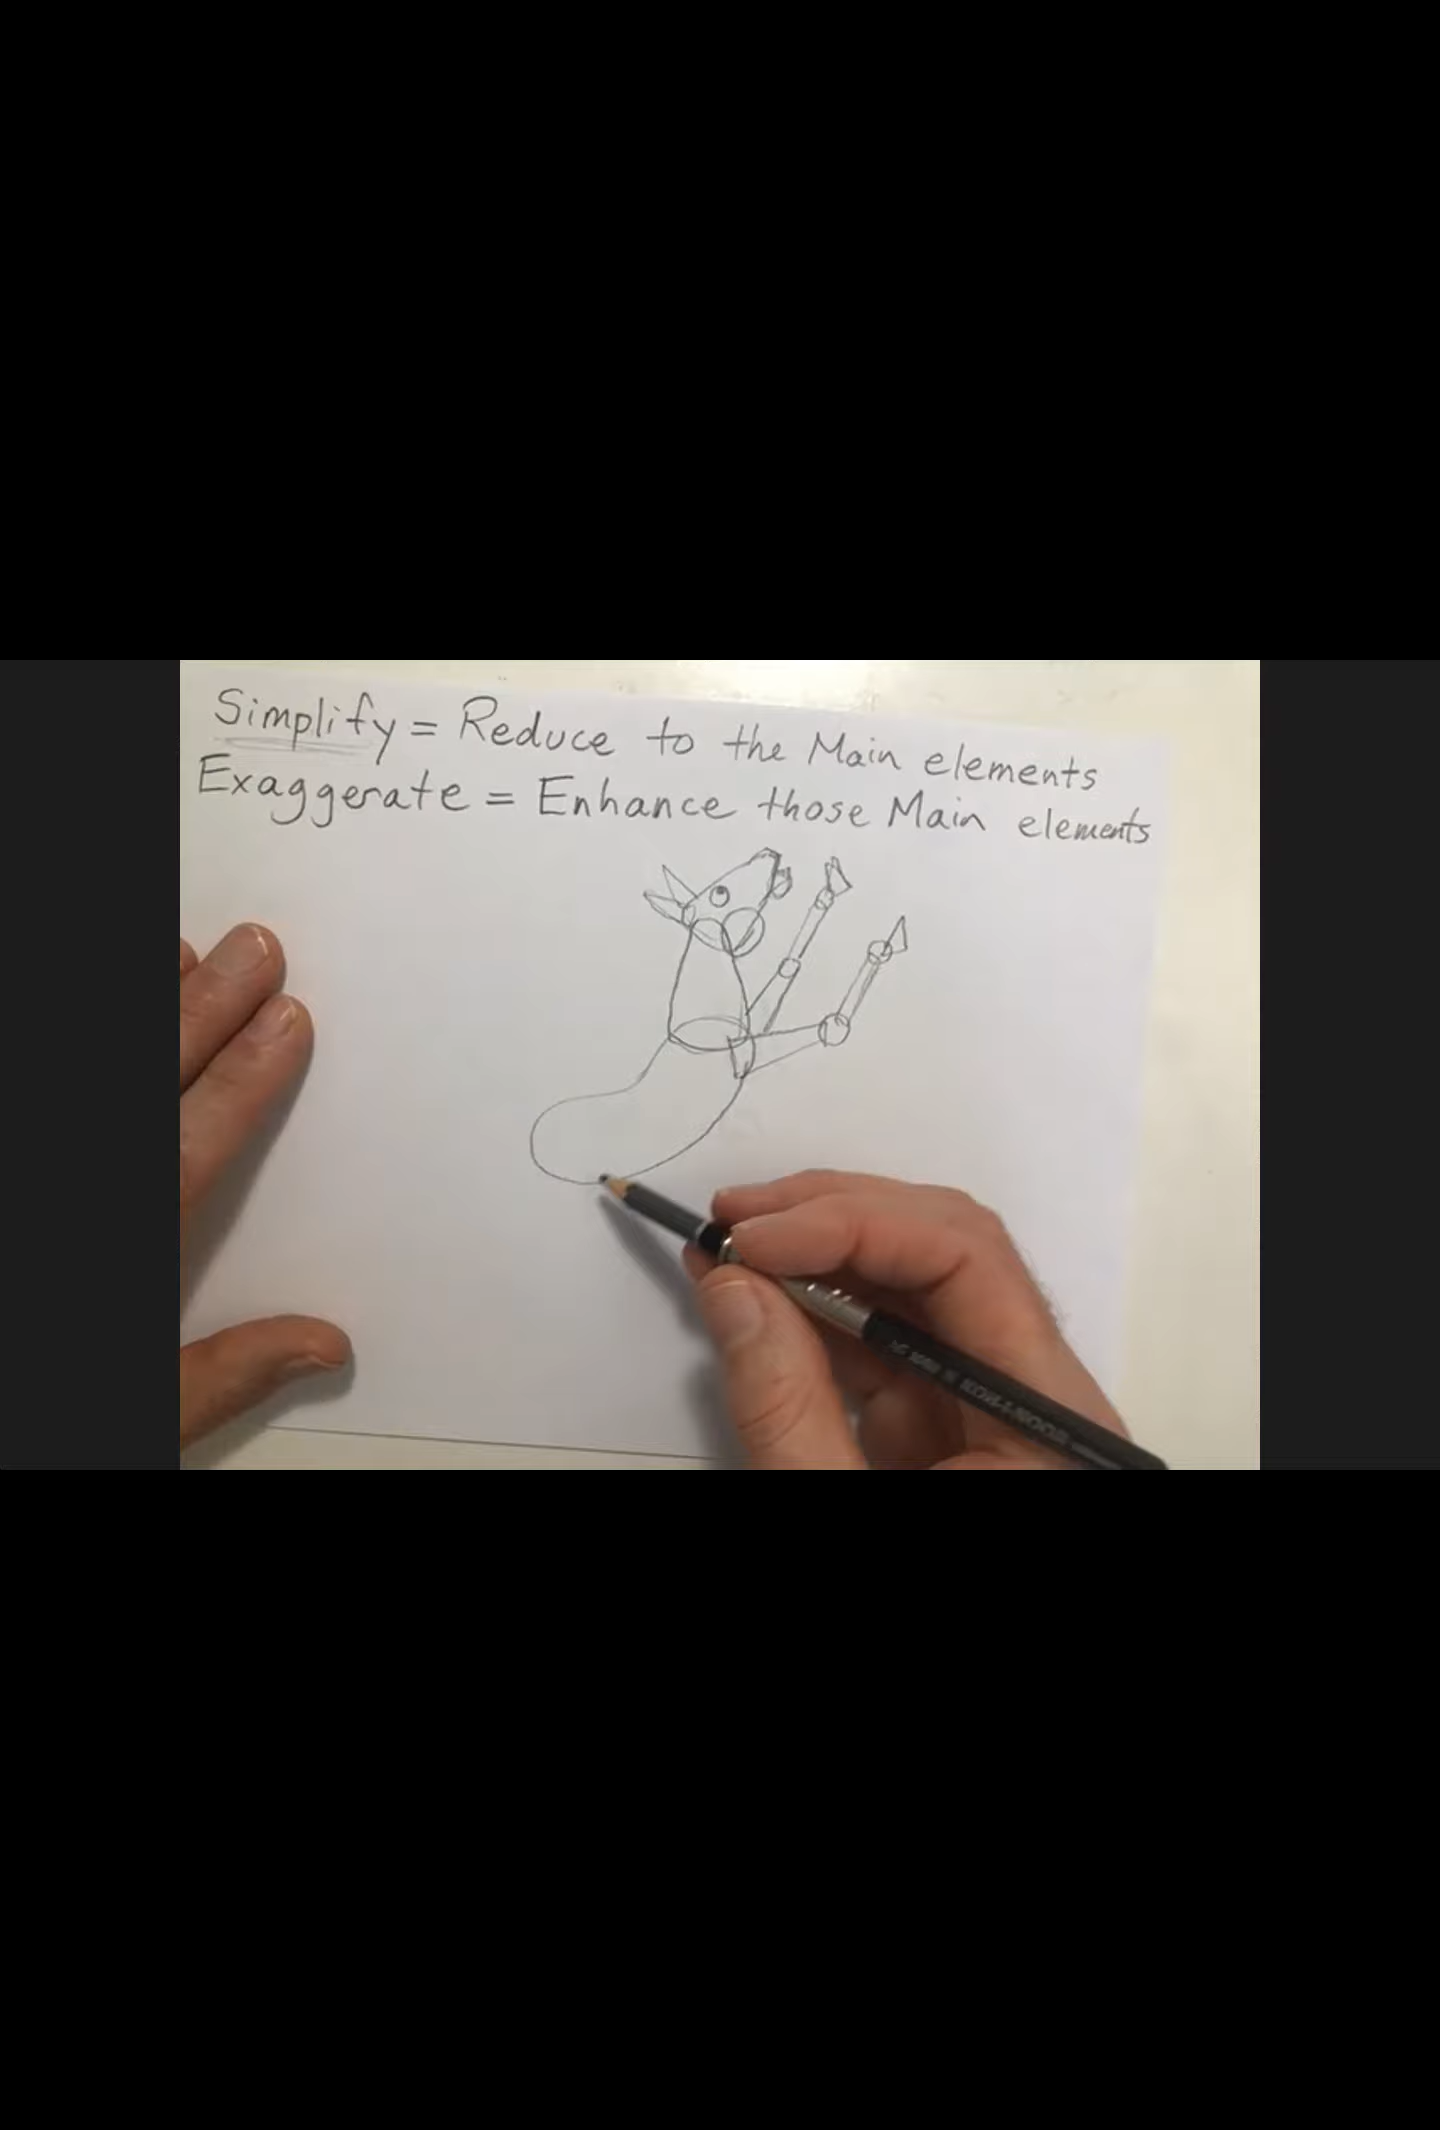 Simplify = Reduce to the Main elements
Exaggerate = Enhance those Main elements